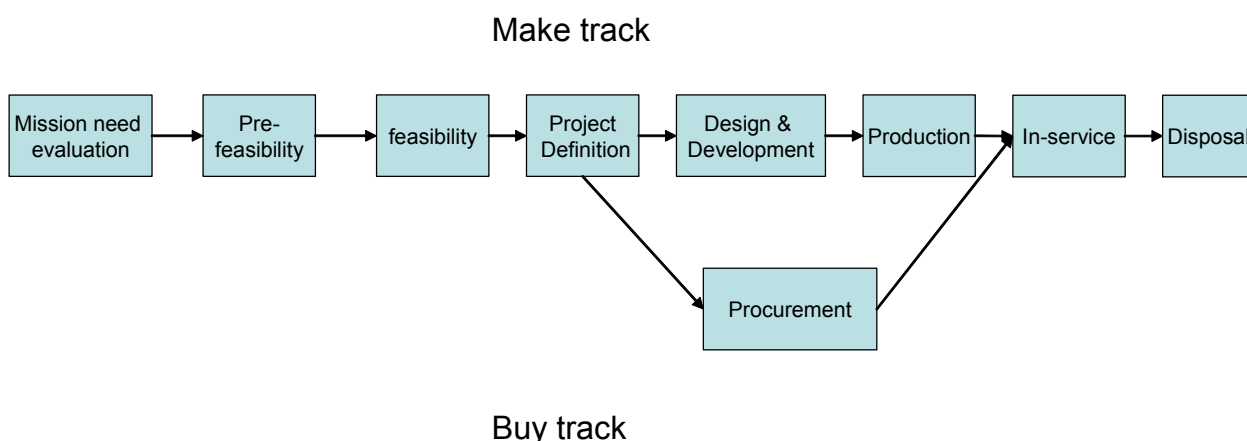 Make track
Mission need
evaluation
Pre-
feasibility
feasibility
Project
Definition
Design &
Development
Production
In-service
Disposal
Procurement
Buy track